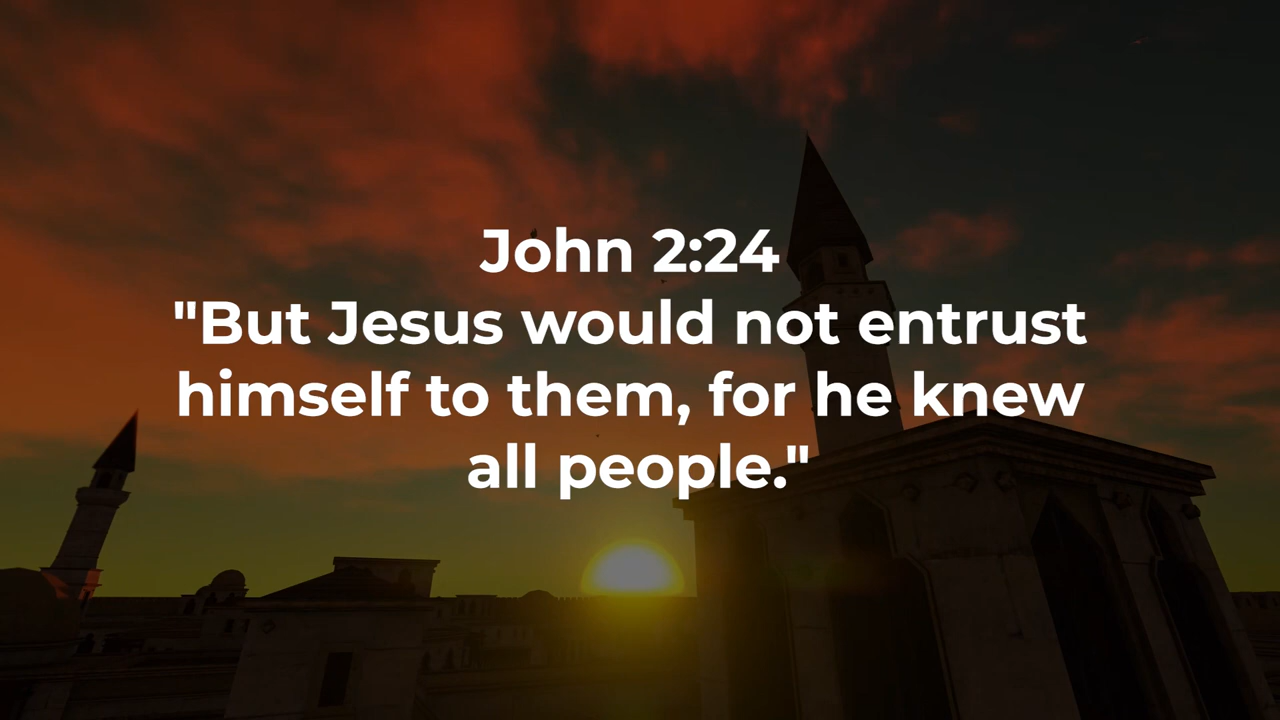 John 2:24
"But Jesus would not entrust
himself to them, for he knew
all people."